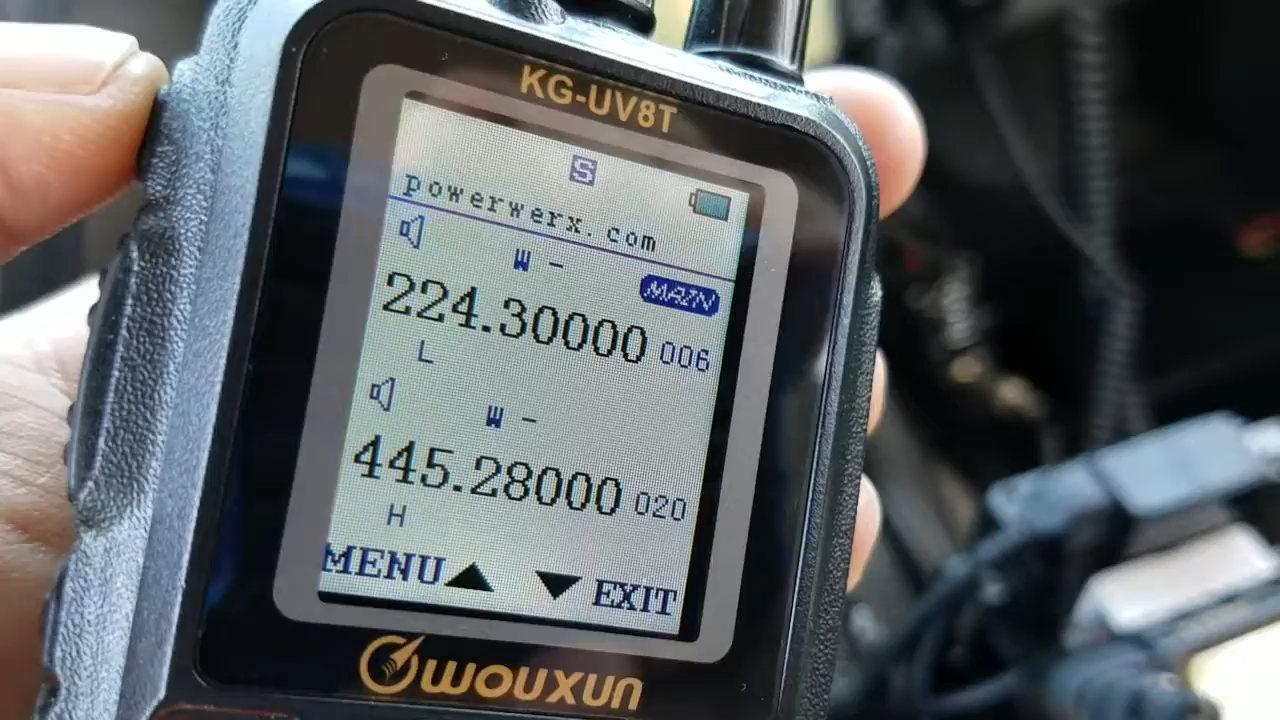 KG-UV8T
S
powerwerx.com
W -
MAIN
224.30000 006
L
W -
445.28000 020
H
MENU EXIT
WOUXUN